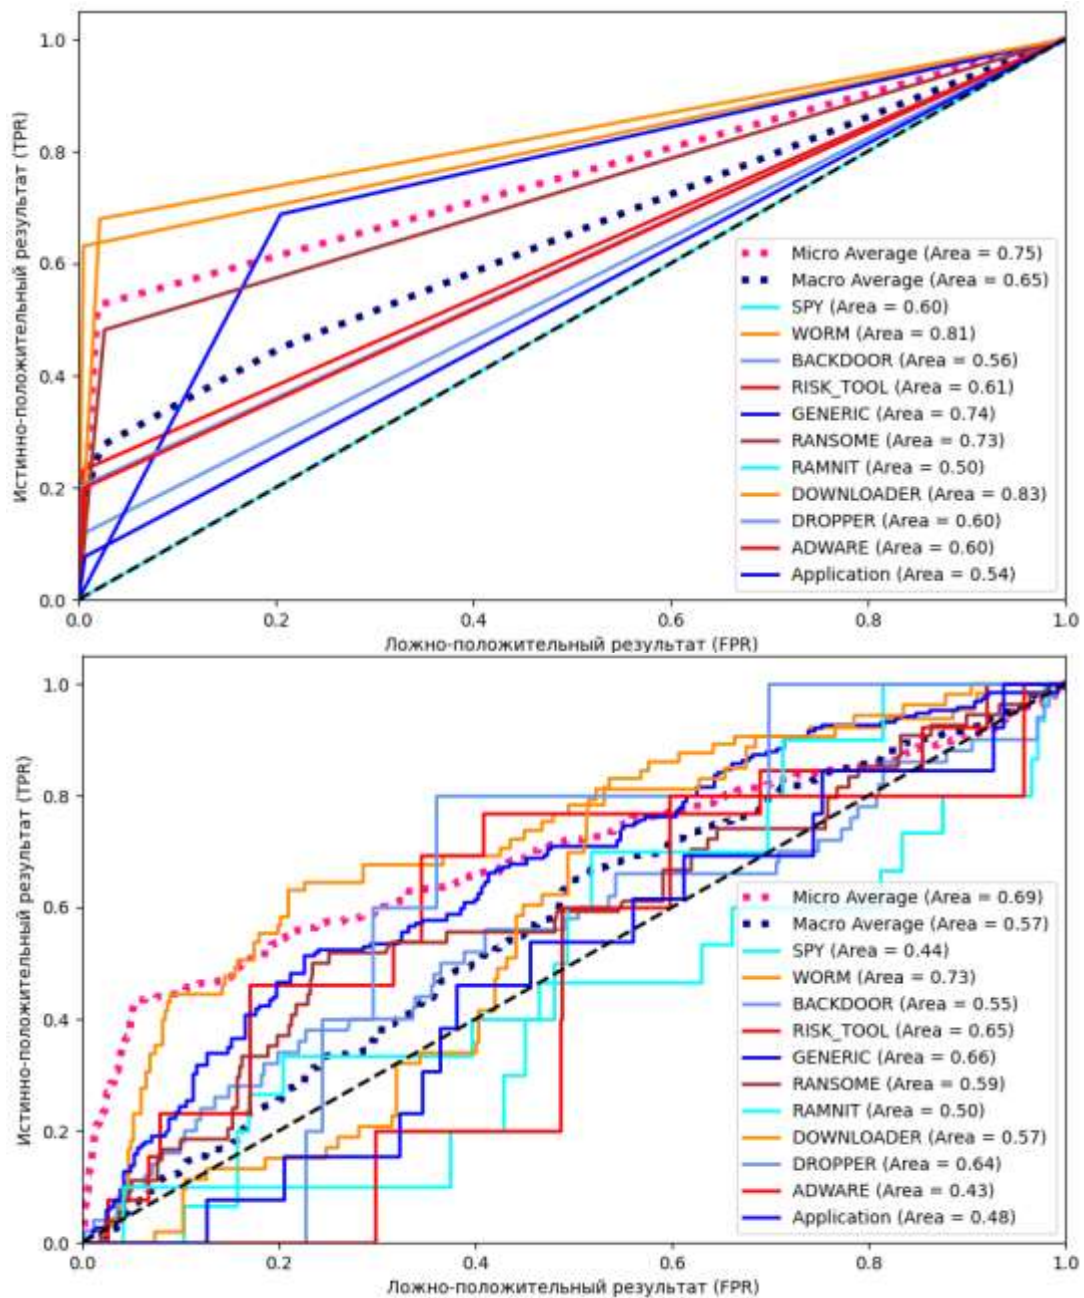 1.0
0.8
0.6
0.4
0.2
0.0
Истинно-положительный результат (TPR)
Micro Average (Area = 0.75)
Macro Average (Area = 0.65)
SPY (Area = 0.60)
WORM (Area = 0.81)
BACKDOOR (Area = 0.56)
RISK_TOOL (Area = 0.61)
GENERIC (Area = 0.74)
RANSOME (Area = 0.73)
RAMNIT (Area = 0.50)
DOWNLOADER (Area = 0.83)
DROPPER (Area = 0.60)
ADWARE (Area = 0.60)
Application (Area = 0.54)
0.0 0.2 0.4 0.6 0.8 1.0
Ложно-положительный результат (FPR)
1.0
0.8
0.6
0.4
0.2
0.0
Истинно-положительный результат (TPR)
Micro Average (Area = 0.69)
Macro Average (Area = 0.57)
SPY (Area = 0.44)
WORM (Area = 0.73)
BACKDOOR (Area = 0.55)
RISK_TOOL (Area = 0.65)
GENERIC (Area = 0.66)
RANSOME (Area = 0.59)
RAMNIT (Area = 0.50)
DOWNLOADER (Area = 0.57)
DROPPER (Area = 0.64)
ADWARE (Area = 0.43)
Application (Area = 0.48)
0.0 0.2 0.4 0.6 0.8 1.0
Ложно-положительный результат (FPR)